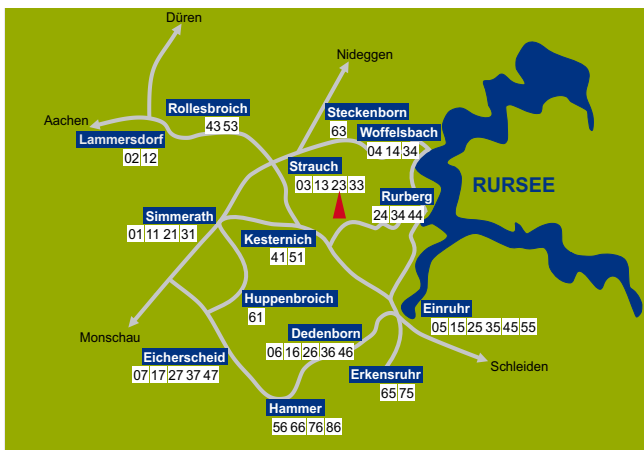 Düren
Nideggen
Rollesbroich
43 53
Steckenborn
63
Aachen
Lammersdorf
02 12
Woffelsbach
04 14 34
Strauch
03 13 23 33
RURSEE
Rurberg
24 34 44
Simmerath
01 11 21 31
Kesternich
41 51
Huppenbroich
61
Einruhr
05 15 25 35 45 55
Monschau
Dedenborn
06 16 26 36 46
Eicherscheid
07 17 27 37 47
Schleiden
Erkensruhr
65 75
Hammer
56 66 76 86